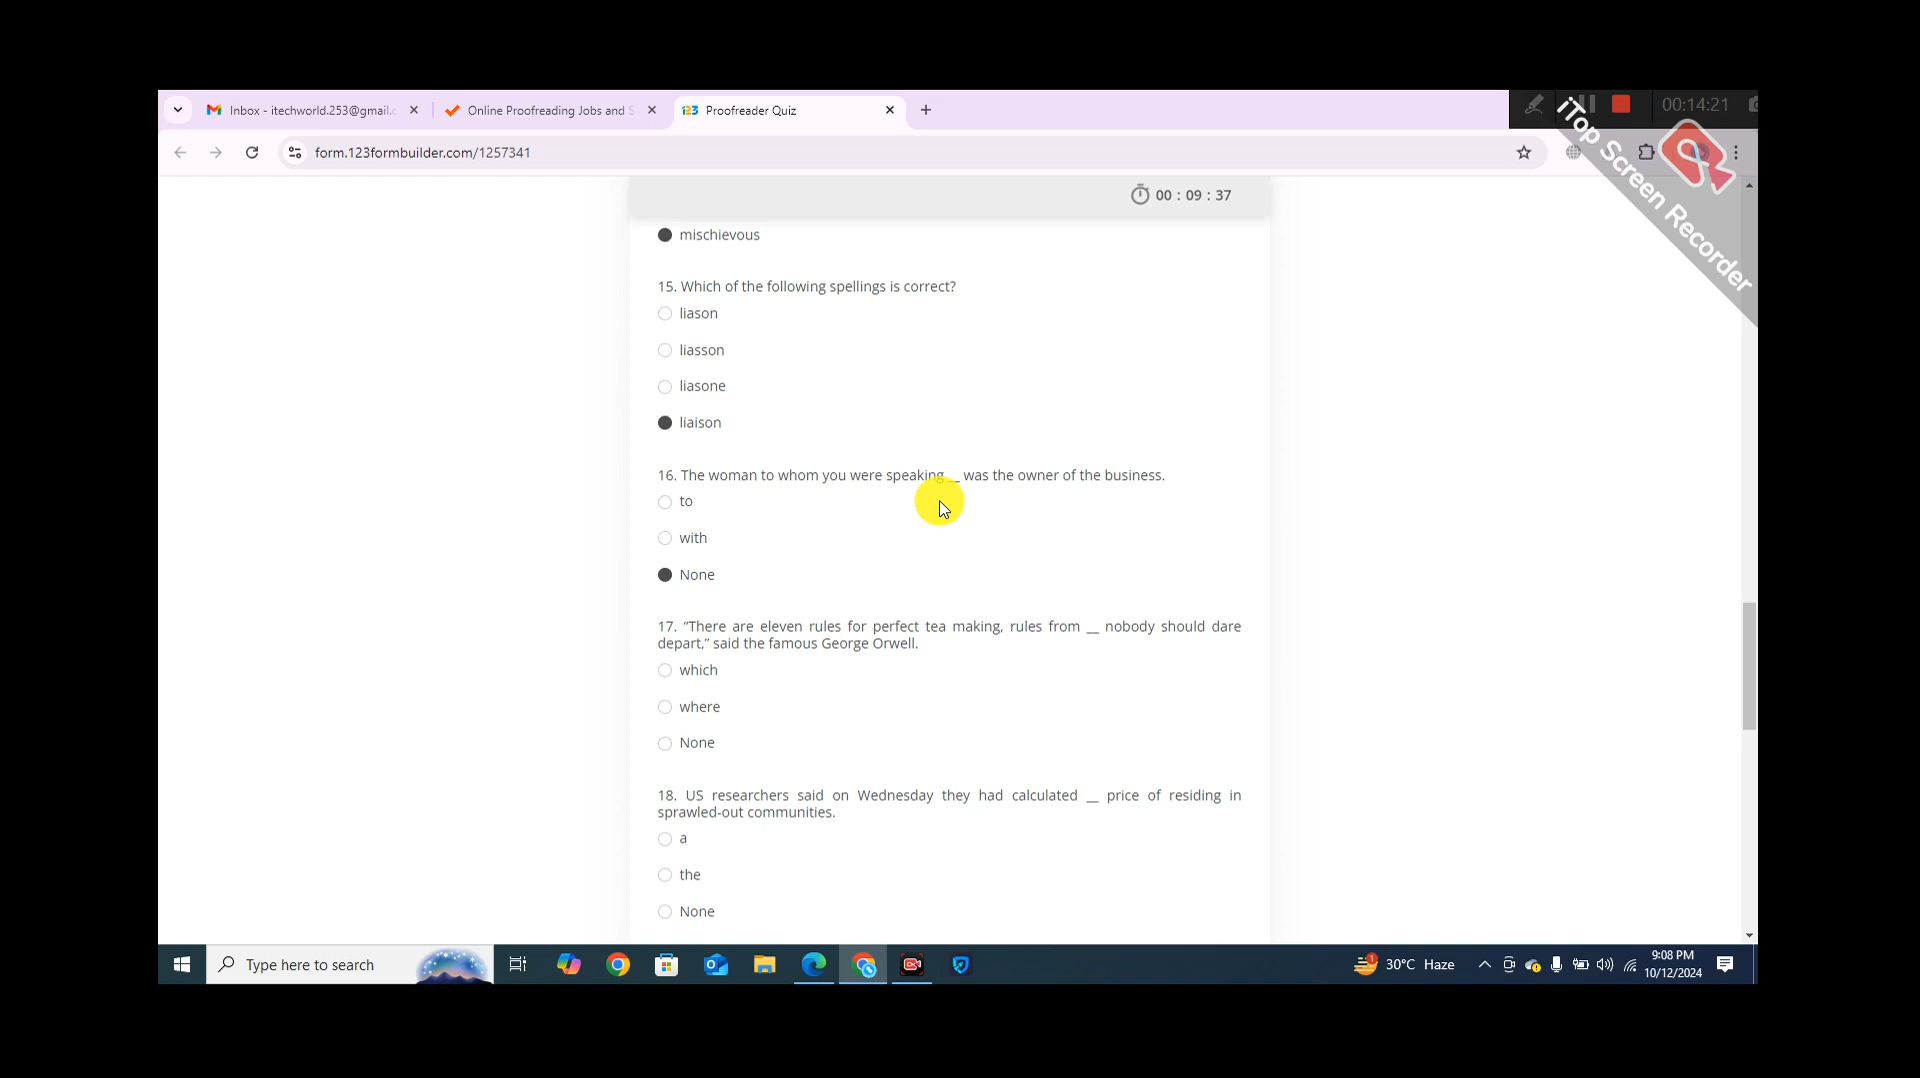 Inbox - itechworld.253@gmail.c
Online Proofreading Jobs and S
123 Proofreader Quiz
00:14:21
form.123formbuilder.com/1257341
iTop Screen Recorder
00 : 09 : 37
mischievous
15. Which of the following spellings is correct?
liason
liasson
liasone
liaison
16. The woman to whom you were speaking __ was the owner of the business.
to
with
None
17. “There are eleven rules for perfect tea making, rules from __ nobody should dare
depart,” said the famous George Orwell.
which
where
None
18. US researchers said on Wednesday they had calculated __ price of residing in
sprawled-out communities.
a
the
None
Type here to search
1
30°C Haze
9:08 PM
10/12/2024